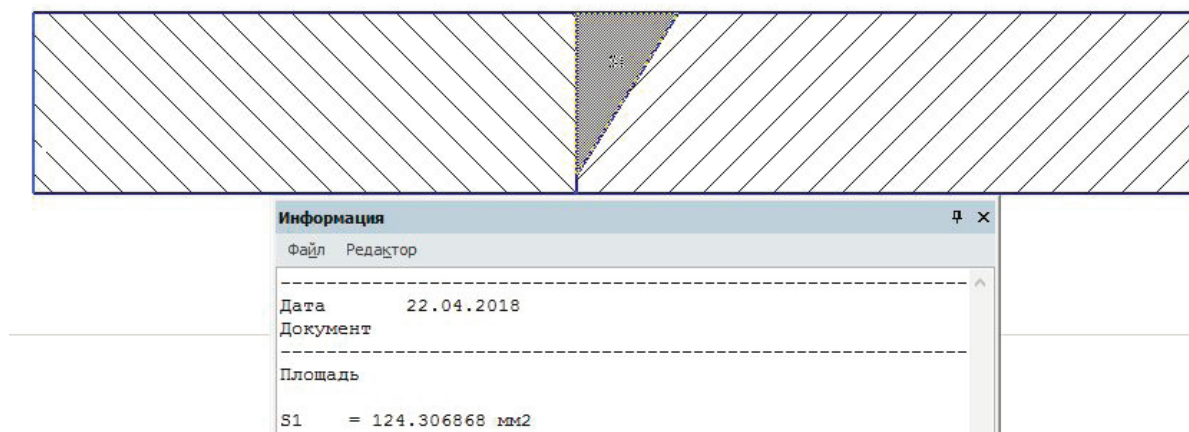 Информация
Файл Редактор
Дата 22.04.2018
Документ
Площадь
S1 = 124.306868 мм2